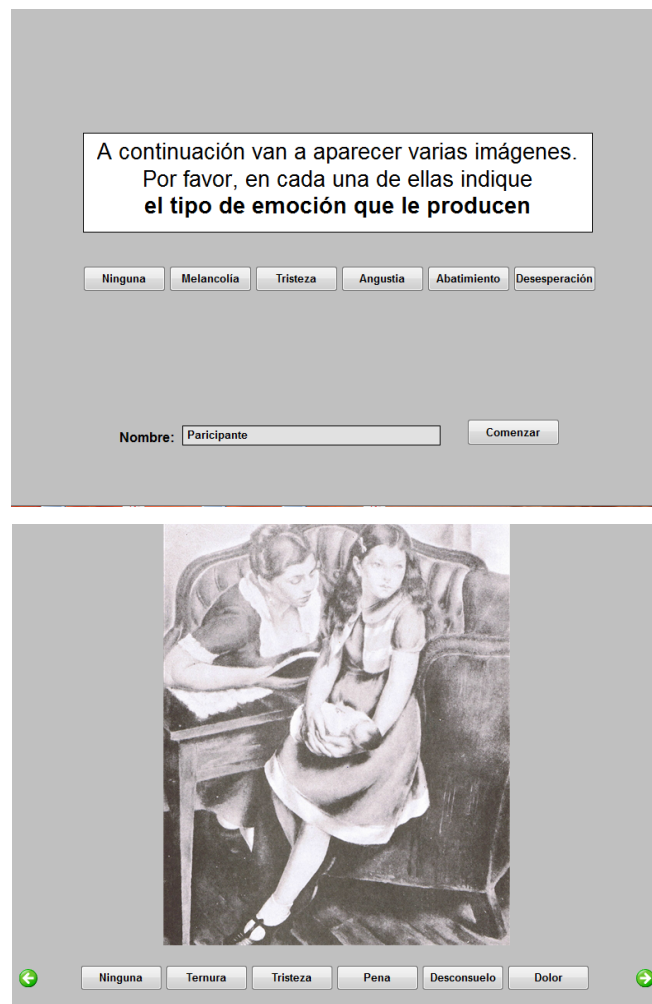 A continuación van a aparecer varias imágenes.
Por favor, en cada una de ellas indique
el tipo de emoción que le producen
Ninguna Melancolía Tristeza Angustia Abatimiento Desesperación
Nombre: Paricipante Comenzar
Ninguna Ternura Tristeza Pena Desconsuelo Dolor